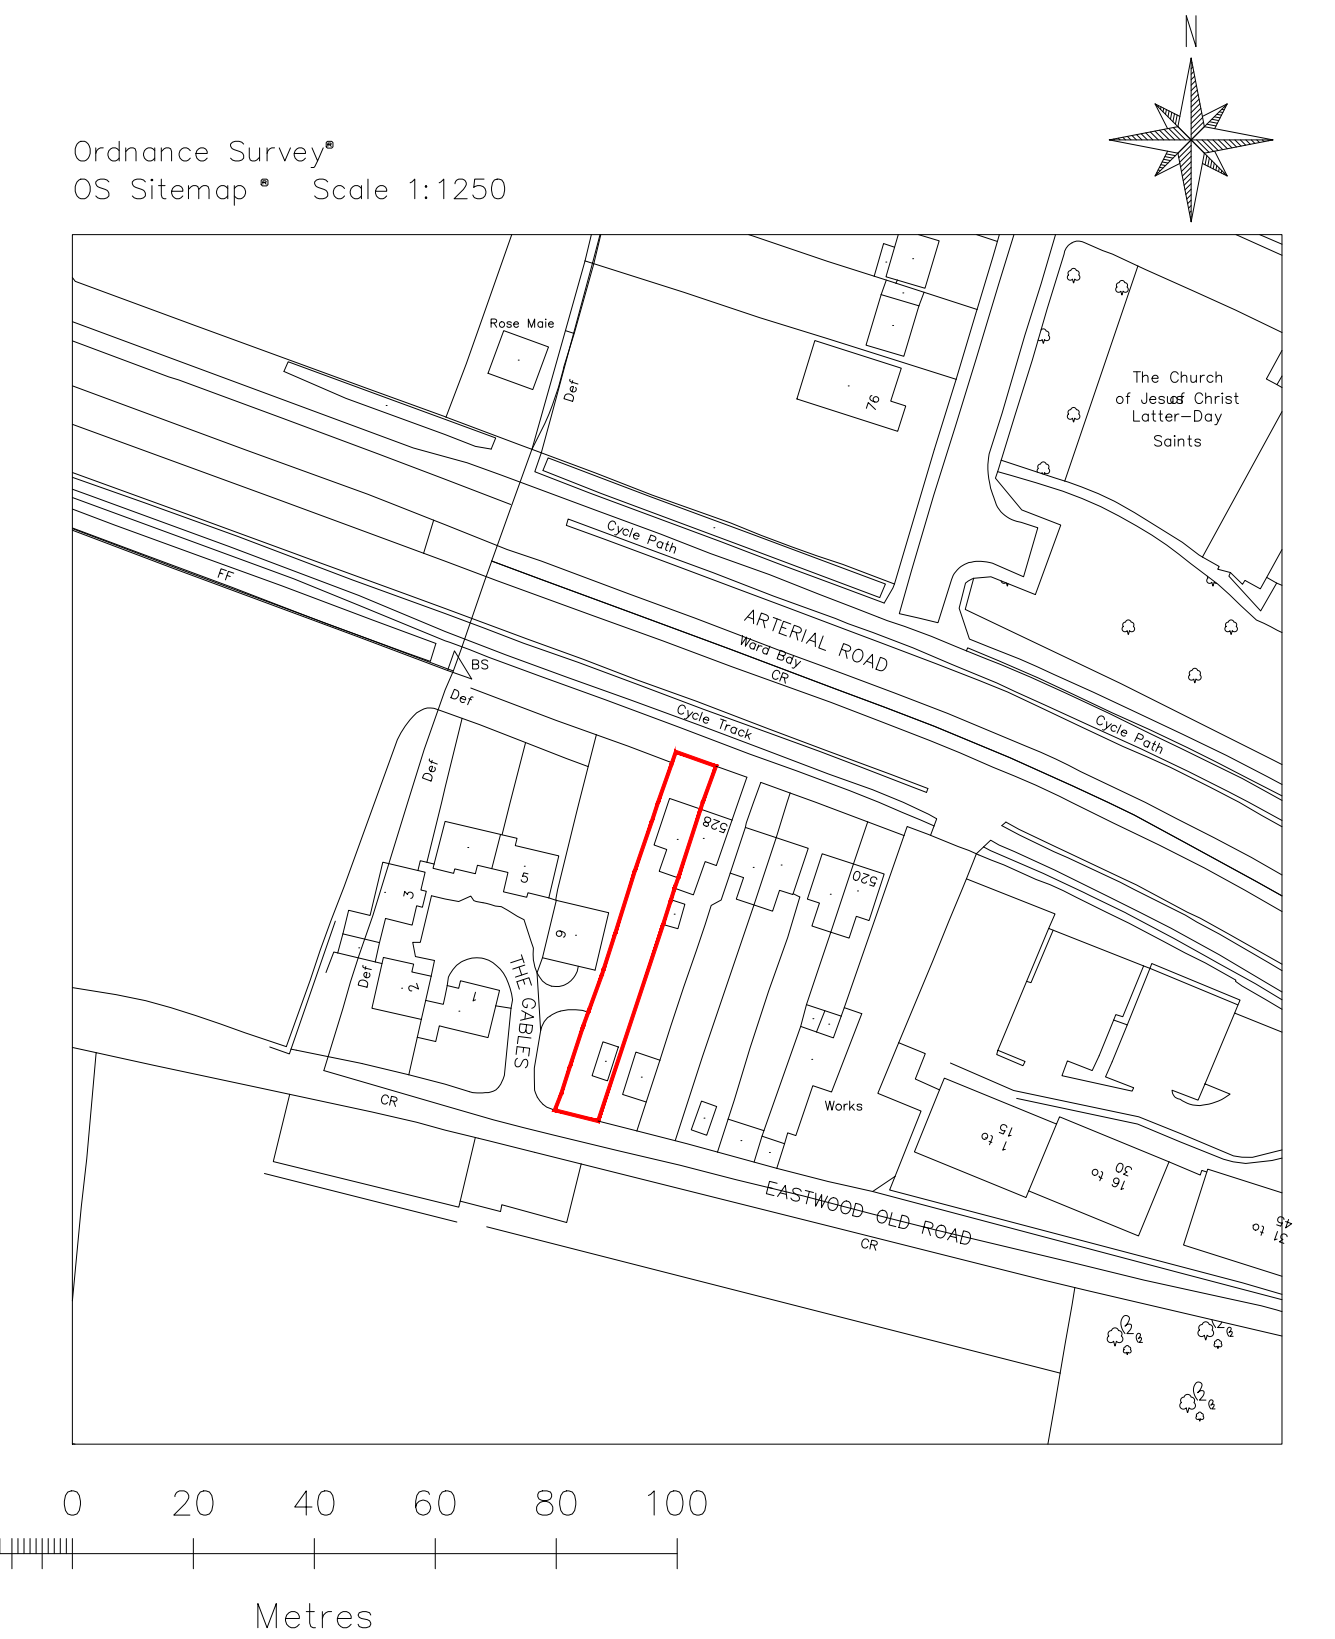 N
Ordnance Survey®
OS Sitemap® Scale 1:1250
Rose Maie
Def
76
The Church
of Jesus of Christ
Latter-Day
Saints
Cycle Path
FF
ARTERIAL ROAD
Ward Bdy
CR
BS
Def
Cycle Track
Cycle Path
Def
528
520
5
3
6
THE GABLES
Def
2
1
CR
Works
1 to 15
16 to 30
31 to 45
EASTWOOD OLD ROAD
CR
0 20 40 60 80 100
Metres